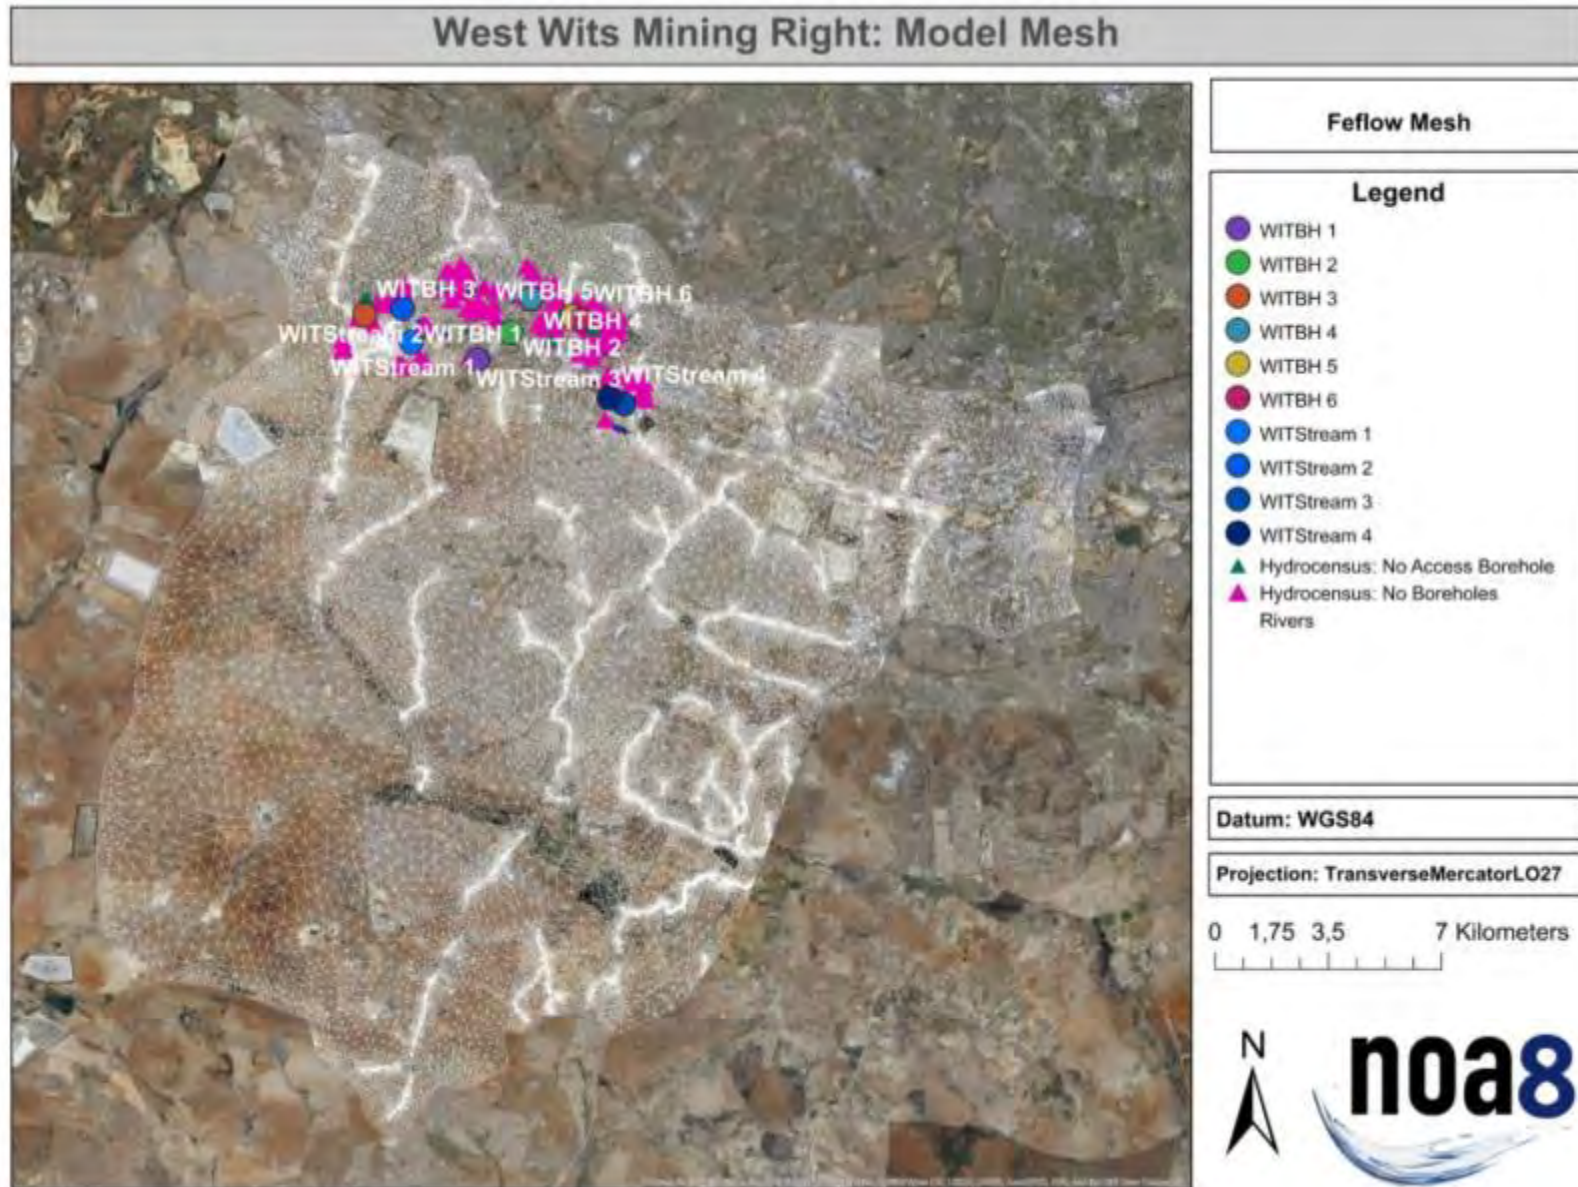 West Wits Mining Right: Model Mesh
Feflow Mesh
Legend
WITBH 1
WITBH 2
WITBH 3
WITBH 4
WITBH 5
WITBH 6
WITStream 1
WITStream 2
WITStream 3
WITStream 4
Hydrocensus: No Access Borehole
Hydrocensus: No Boreholes
Rivers
Datum: WGS84
Projection: TransverseMercatorLO27
0 1,75 3,5 7 Kilometers
N
noa8
WITBH 3 WITBH 5 WITBH 6
WITStream 2 WITBH 1 WITBH 4
WITBH 2
WITStream 1 WITStream 3 WITStream 4